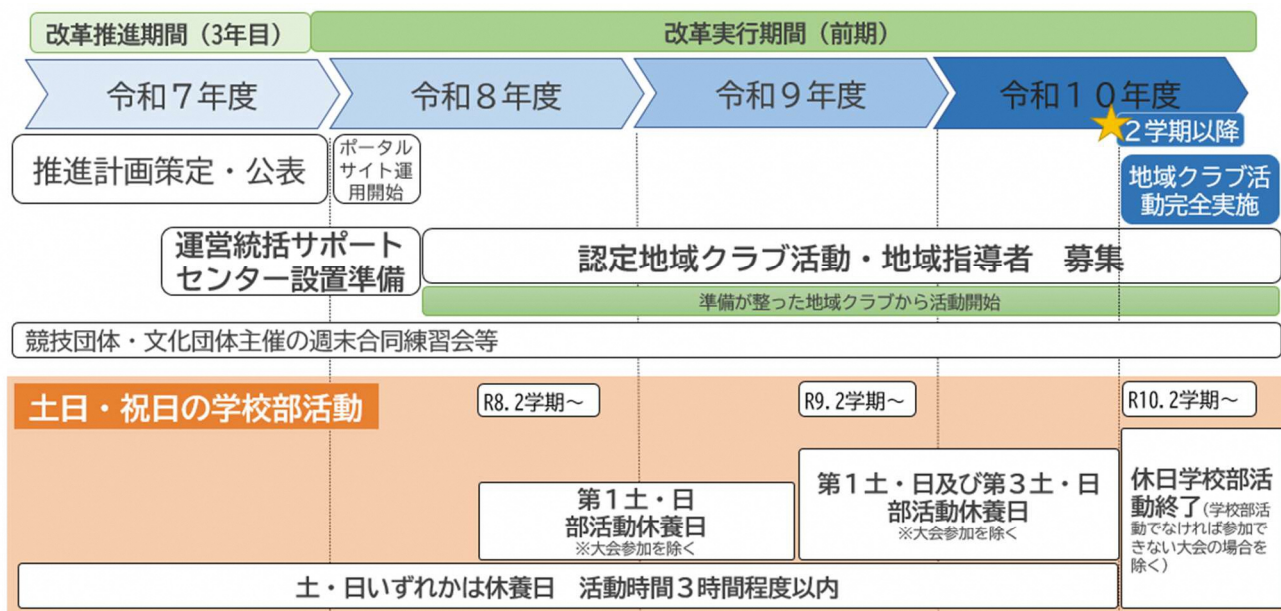 改革推進期間（3年目）
改革実行期間（前期）
令和７年度
令和８年度
令和９年度
令和１０年度
２学期以降
推進計画策定・公表
ポータル
サイト運
用開始
地域クラブ活
動完全実施
運営統括サポート
センター設置準備
認定地域クラブ活動・地域指導者　募集
準備が整った地域クラブから活動開始
競技団体・文化団体主催の週末合同練習会等
土日・祝日の学校部活動
R8.2学期～
R9.2学期～
R10.2学期～
第１土・日
部活動休養日
※大会参加を除く
第１土・日及び第３土・日
部活動休養日
※大会参加を除く
休日学校部活
動終了(学校部活
動でなければ参加で
きない大会の場合を
除く)
土・日いずれかは休養日　活動時間３時間程度以内